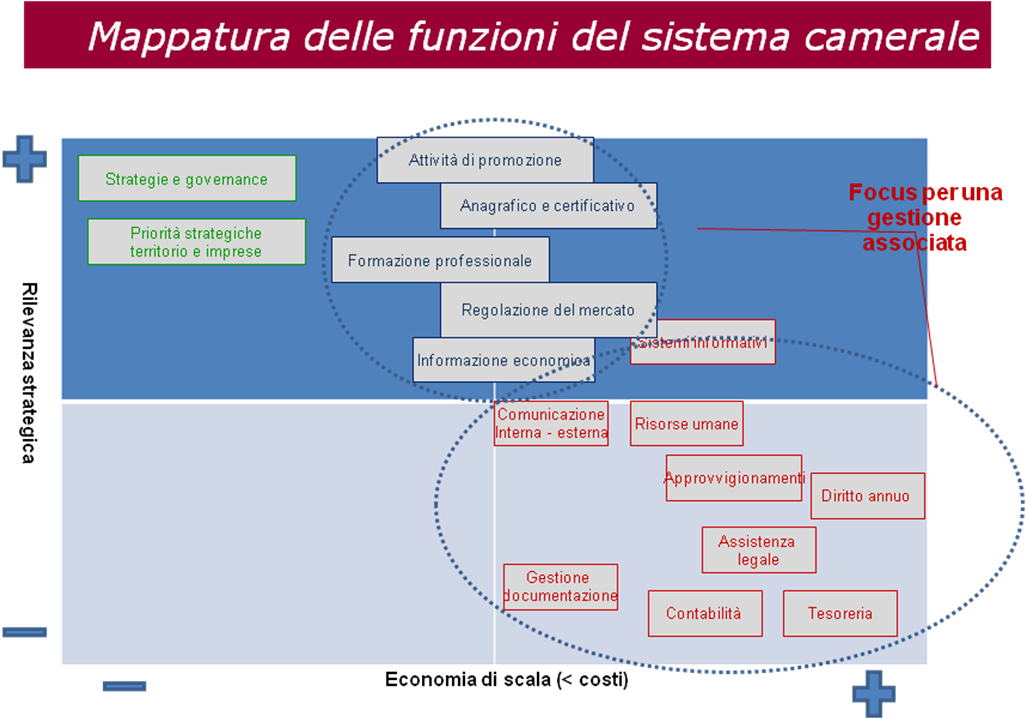 Mappatura delle funzioni del sistema camerale
Attività di promozione
Strategie e governance
Anagrafico e certificativo
Focus per una
gestione
associata
Priorità strategiche
territorio e imprese
Formazione professionale
Regolazione del mercato
Sistemi informativi
Informazione economica
Rilevanza strategica
Comunicazione
Interna - esterna
Risorse umane
Approvvigionamenti
Diritto annuo
Assistenza
legale
Gestione
documentazione
Contabilità
Tesoreria
Economia di scala (< costi)